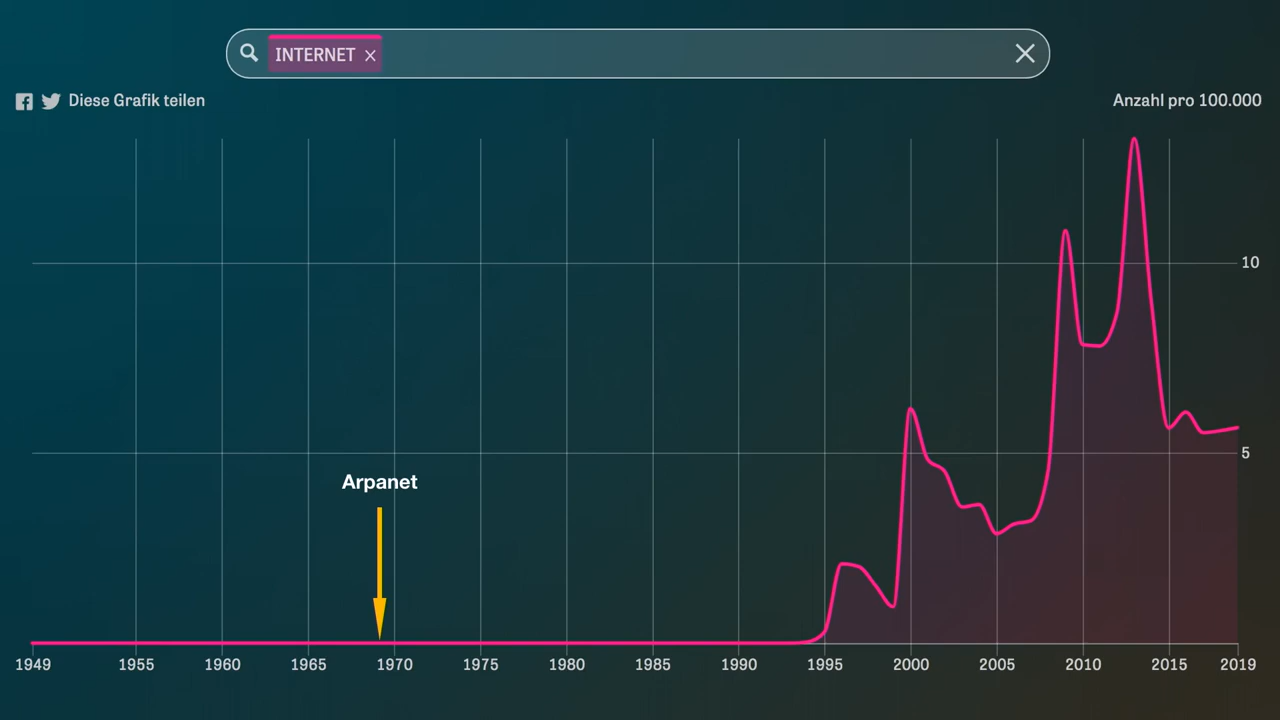 INTERNET ×
Diese Grafik teilen
Anzahl pro 100.000
10
5
Arpanet
1949 1955 1960 1965 1970 1975 1980 1985 1990 1995 2000 2005 2010 2015 2019